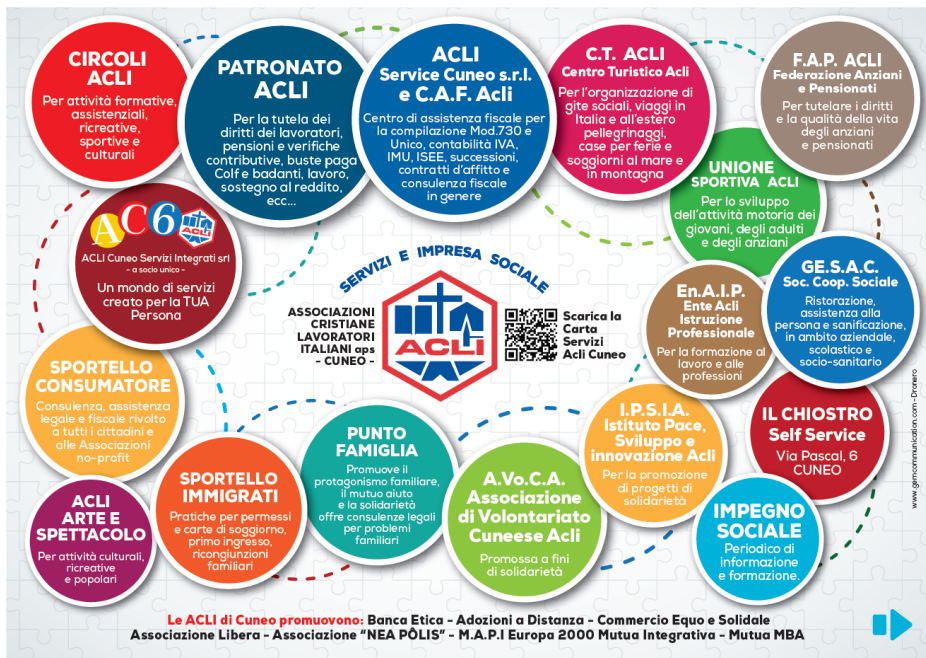 CIRCOLI
ACLI
Per attività formative,
assistenziali,
ricreative,
sportive e
culturali
PATRONATO
ACLI
Per la tutela dei
diritti dei lavoratori,
pensioni e verifiche
contributive, buste paga
Colf e badanti, lavoro,
sostegno al reddito,
ecc...
ACLI
Service Cuneo s.r.l.
e C.A.F. Acli
Centro di assistenza fiscale per
la compilazione Mod.730 e
Unico, contabilità IVA,
IMU, ISEE, successioni,
contratti d'affitto e
consulenza fiscale
in genere
C.T. ACLI
Centro Turistico Acli
Per l'organizzazione di
gite sociali, viaggi in
Italia e all'estero
pellegrinaggi,
case per ferie e
soggiorni al mare e
in montagna
F.A.P. ACLI
Federazione Anziani
e Pensionati
Per tutelare i diritti
e la qualità della vita
degli anziani
e pensionati
UNIONE
SPORTIVA ACLI
Per lo sviluppo
dell'attività motoria dei
giovani, degli adulti
e degli anziani
AC6 ACLI
ACLI Cuneo Servizi Integrati srl
- a socio unico -
Un mondo di servizi
creato per la TUA
Persona
SERVIZI E IMPRESA SOCIALE
ASSOCIAZIONI
CRISTIANE
LAVORATORI
ITALIANI aps
- CUNEO -
ACLI
Scarica la
Carta
Servizi
Acli Cuneo
En.A.I.P.
Ente Acli
Istruzione
Professionale
Per la formazione al
lavoro e alle
professioni
GE.S.A.C.
Soc. Coop. Sociale
Ristorazione,
assistenza alla
persona e sanificazione,
in ambito aziendale,
scolastico e
socio-sanitario
SPORTELLO
CONSUMATORE
Consulenza, assistenza
legale e fiscale rivolto
a tutti i cittadini e
alle Associazioni
no-profit
SPORTELLO
IMMIGRATI
Pratiche per permessi
e carte di soggiorno,
primo ingresso,
ricongiunzioni
familiari
PUNTO
FAMIGLIA
Promuove il
protagonismo familiare,
il mutuo aiuto
e la solidarietà
offre consulenze legali
per problemi
familiari
A.Vo.C.A.
Associazione
di Volontariato
Cuneese Acli
Promossa a fini
di solidarietà
I.P.S.I.A.
Istituto Pace,
Sviluppo e
innovazione Acli
Per la promozione
di progetti di
solidarietà
IL CHIOSTRO
Self Service
Via Pascal, 6
CUNEO
ACLI
ARTE E
SPETTACOLO
Per attività culturali,
ricreative
e popolari
IMPEGNO
SOCIALE
Periodico di
informazione
e formazione.
www.gemcommunication.com - Dronero
Le ACLI di Cuneo promuovono: Banca Etica - Adozioni a Distanza - Commercio Equo e Solidale
Associazione Libera - Associazione "NEA PÔLIS" - M.A.P.I Europa 2000 Mutua Integrativa - Mutua MBA